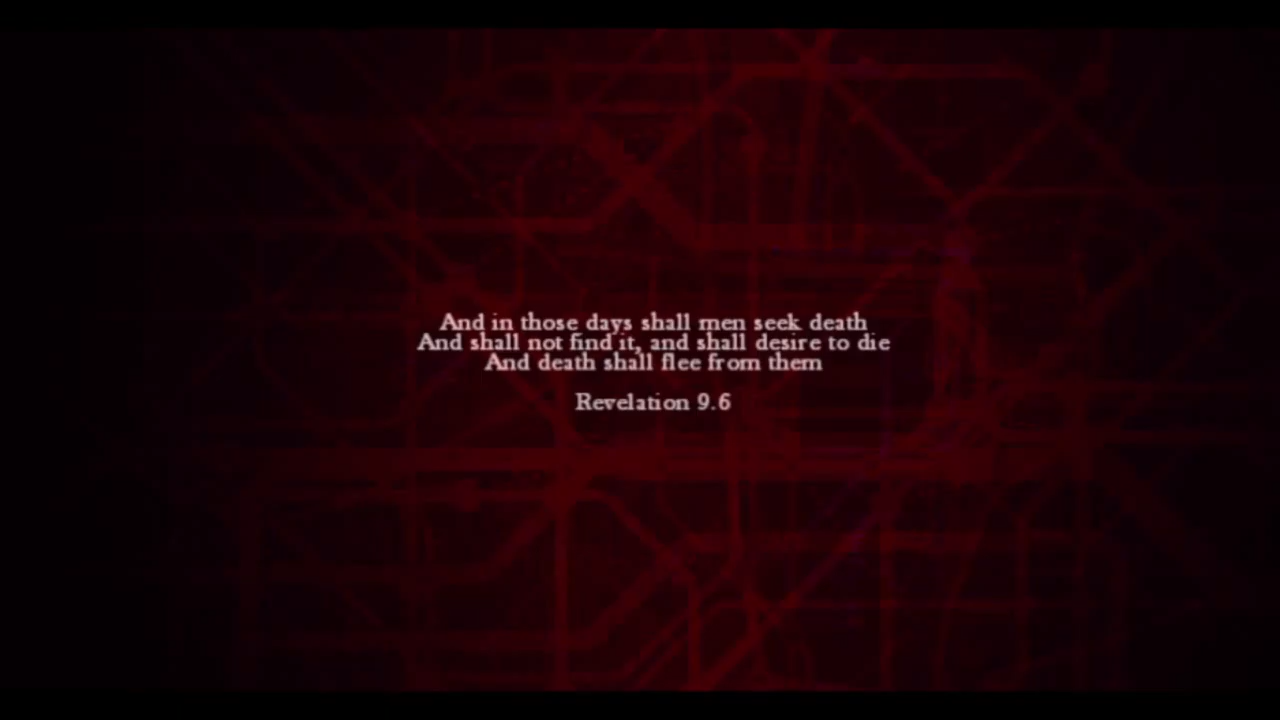 And in those days shall men seek death
And shall not find it, and shall desire to die
And death shall flee from them
Revelation 9.6